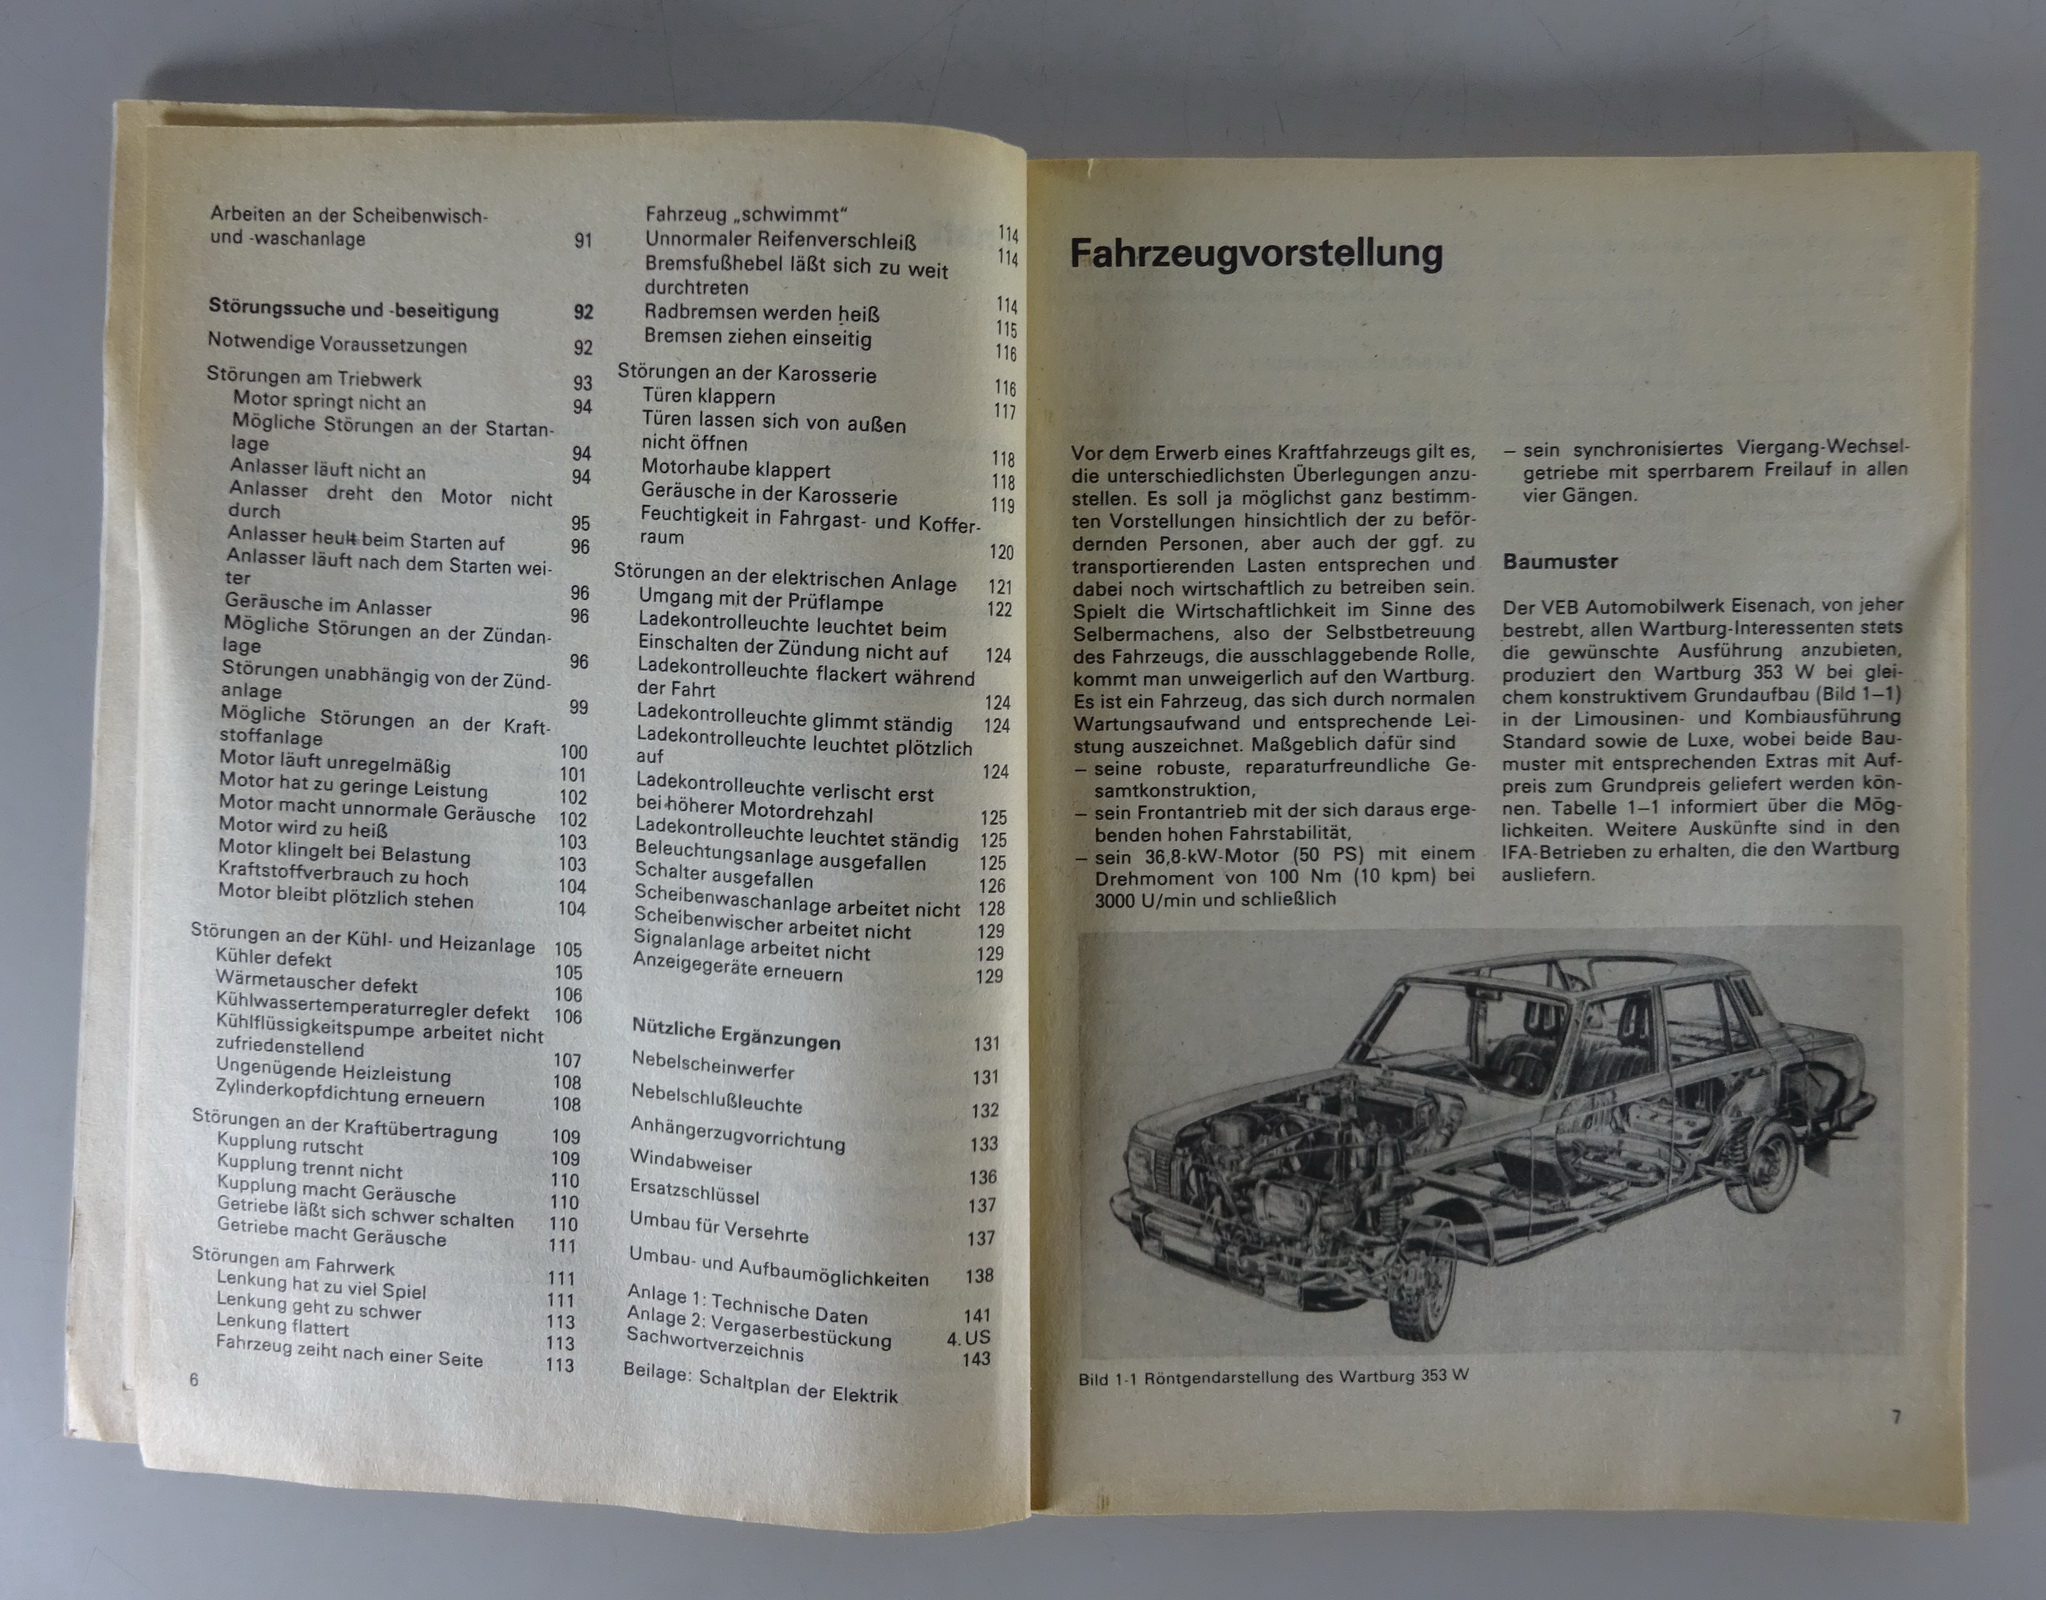 Arbeiten an der Scheibenwisch-
und -waschanlage 91
Störungssuche und -beseitigung 92
Notwendige Voraussetzungen 92
Störungen am Triebwerk 93
Motor springt nicht an 94
Mögliche Störungen an der Startan-
lage 94
Anlasser läuft nicht an 94
Anlasser dreht den Motor nicht
durch 95
Anlasser heult beim Starten auf 96
Anlasser läuft nach dem Starten wei-
ter 96
Geräusche im Anlasser 96
Mögliche Störungen an der Zündan-
lage 96
Störungen unabhängig von der Zünd-
anlage 99
Mögliche Störungen an der Kraft-
stoffanlage 100
Motor läuft unregelmäßig 101
Motor hat zu geringe Leistung 102
Motor macht unnormale Geräusche 102
Motor wird zu heiß 103
Motor klingelt bei Belastung 103
Kraftstoffverbrauch zu hoch 104
Motor bleibt plötzlich stehen 104
Störungen an der Kühl- und Heizanlage 105
Kühler defekt 105
Wärmetauscher defekt 106
Kühlwassertemperaturregler defekt 106
Kühlflüssigkeitspumpe arbeitet nicht
zufriedenstellend 107
Ungenügende Heizleistung 108
Zylinderkopfdichtung erneuern 108
Störungen an der Kraftübertragung 109
Kupplung rutscht 109
Kupplung trennt nicht 110
Kupplung macht Geräusche 110
Getriebe läßt sich schwer schalten 110
Getriebe macht Geräusche 111
Störungen am Fahrwerk 111
Lenkung hat zu viel Spiel 111
Lenkung geht zu schwer 113
Lenkung flattert 113
Fahrzeug zeiht nach einer Seite 113
6
Fahrzeug „schwimmt“ 114
Unnormaler Reifenverschleiß 114
Bremsfußhebel läßt sich zu weit
durchtreten 114
Radbremsen werden heiß 115
Bremsen ziehen einseitig 116
Störungen an der Karosserie 116
Türen klappern 117
Türen lassen sich von außen
nicht öffnen 118
Motorhaube klappert 118
Geräusche in der Karosserie 119
Feuchtigkeit in Fahrgast- und Koffer-
raum 120
Störungen an der elektrischen Anlage 121
Umgang mit der Prüflampe 122
Ladekontrolleuchte leuchtet beim
Einschalten der Zündung nicht auf 124
Ladekontrolleuchte flackert während
der Fahrt 124
Ladekontrolleuchte glimmt ständig 124
Ladekontrolleuchte leuchtet plötzlich
auf 124
Ladekontrolleuchte verlischt erst
bei höherer Motordrehzahl 125
Ladekontrolleuchte leuchtet ständig 125
Beleuchtungsanlage ausgefallen 125
Schalter ausgefallen 126
Scheibenwaschanlage arbeitet nicht 128
Scheibenwischer arbeitet nicht 129
Signalanlage arbeitet nicht 129
Anzeigegeräte erneuern 129
Nützliche Ergänzungen 131
Nebelscheinwerfer 131
Nebelschlußleuchte 132
Anhängerzugvorrichtung 133
Windabweiser 136
Ersatzschlüssel 137
Umbau für Versehrte 137
Umbau- und Aufbaumöglichkeiten 138
Anlage 1: Technische Daten 141
Anlage 2: Vergaserbestückung 4. US
Sachwortverzeichnis 143
Beilage: Schaltplan der Elektrik
Fahrzeugvorstellung
Vor dem Erwerb eines Kraftfahrzeugs gilt es,
die unterschiedlichsten Überlegungen anzu-
stellen. Es soll ja möglichst ganz bestimm-
ten Vorstellungen hinsichtlich der zu beför-
dernden Personen, aber auch der ggf. zu
transportierenden Lasten entsprechen und
dabei noch wirtschaftlich zu betreiben sein.
Spielt die Wirtschaftlichkeit im Sinne des
Selbermachens, also der Selbstbetreuung
des Fahrzeugs, die ausschlaggebende Rolle,
kommt man unweigerlich auf den Wartburg.
Es ist ein Fahrzeug, das sich durch normalen
Wartungsaufwand und entsprechende Lei-
stung auszeichnet. Maßgeblich dafür sind
– seine robuste, reparaturfreundliche Ge-
samtkonstruktion,
– sein Frontantrieb mit der sich daraus erge-
benden hohen Fahrstabilität,
– sein 36,8-kW-Motor (50 PS) mit einem
Drehmoment von 100 Nm (10 kpm) bei
3000 U/min und schließlich
– sein synchronisiertes Viergang-Wechsel-
getriebe mit sperrbarem Freilauf in allen
vier Gängen.
Baumuster
Der VEB Automobilwerk Eisenach, von jeher
bestrebt, allen Wartburg-Interessenten stets
die gewünschte Ausführung anzubieten,
produziert den Wartburg 353 W bei glei-
chem konstruktivem Grundaufbau (Bild 1–1)
in der Limousinen- und Kombiausführung
Standard sowie de Luxe, wobei beide Bau-
muster mit entsprechenden Extras mit Auf-
preis zum Grundpreis geliefert werden kön-
nen. Tabelle 1–1 informiert über die Mög-
lichkeiten. Weitere Auskünfte sind in den
IFA-Betrieben zu erhalten, die den Wartburg
ausliefern.
Bild 1-1 Röntgendarstellung des Wartburg 353 W
7